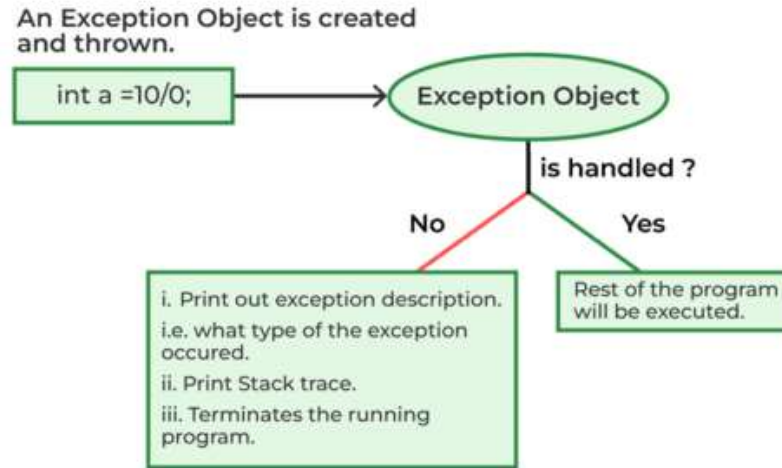 An Exception Object is created
and thrown.
int a =10/0;
Exception Object
is handled ?
No
Yes
i. Print out exception description.
i.e. what type of the exception
occured.
ii. Print Stack trace.
iii. Terminates the running
program.
Rest of the program
will be executed.